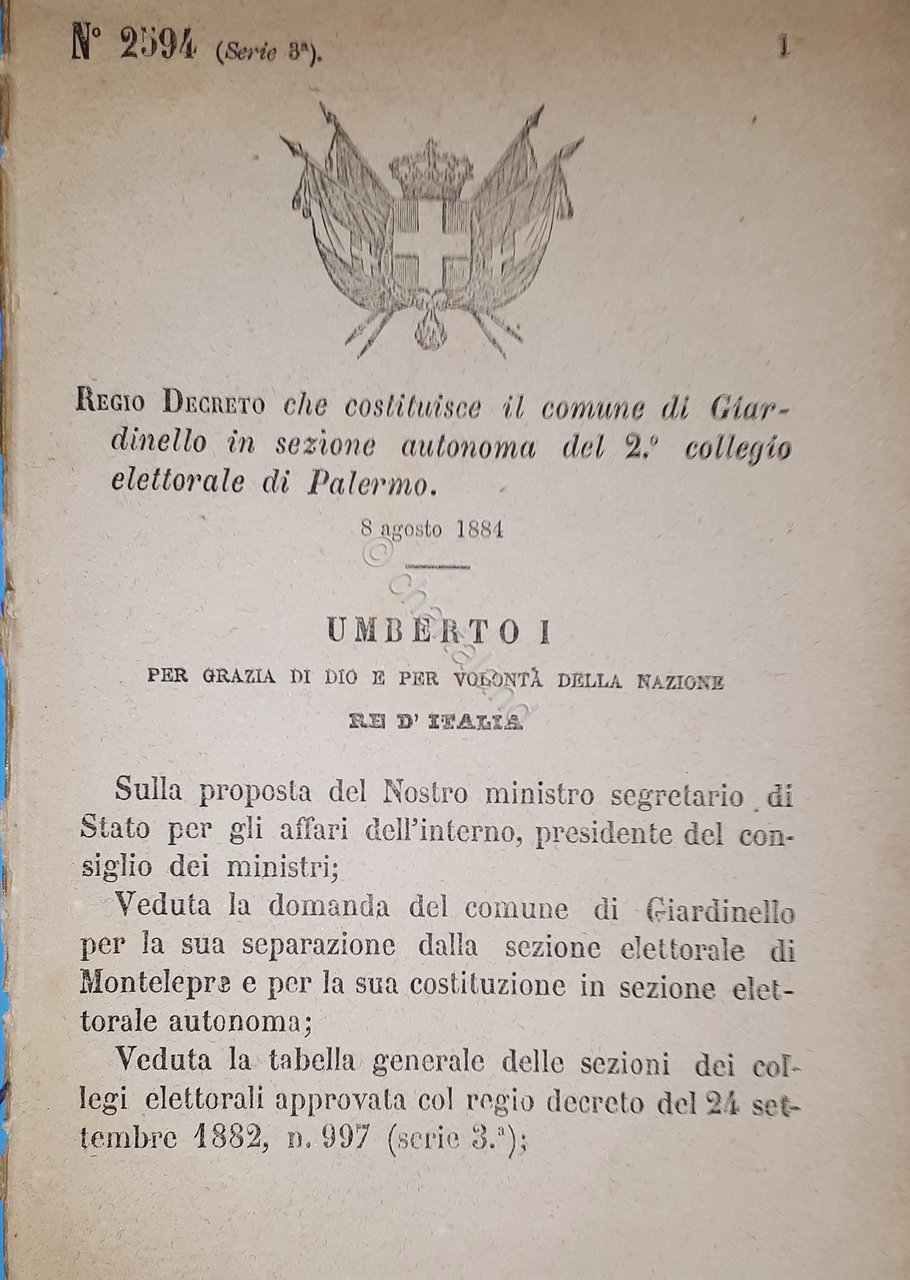 N° 2594 (Serie 3ª).
1
REGIO DECRETO che costituisce il comune di Giar-
dinello in sezione autonoma del 2.° collegio
elettorale di Palermo.
8 agosto 1884
UMBERTO I
PER GRAZIA DI DIO E PER VOLONTÀ DELLA NAZIONE
RE D' ITALIA
Sulla proposta del Nostro ministro segretario di
Stato per gli affari dell'interno, presidente del con-
siglio dei ministri;
Veduta la domanda del comune di Giardinello
per la sua separazione dalla sezione elettorale di
Montelepre e per la sua costituzione in sezione elet-
torale autonoma;
Veduta la tabella generale delle sezioni dei col-
legi elettorali approvata col regio decreto del 24 set-
tembre 1882, n. 997 (serie 3.ª);